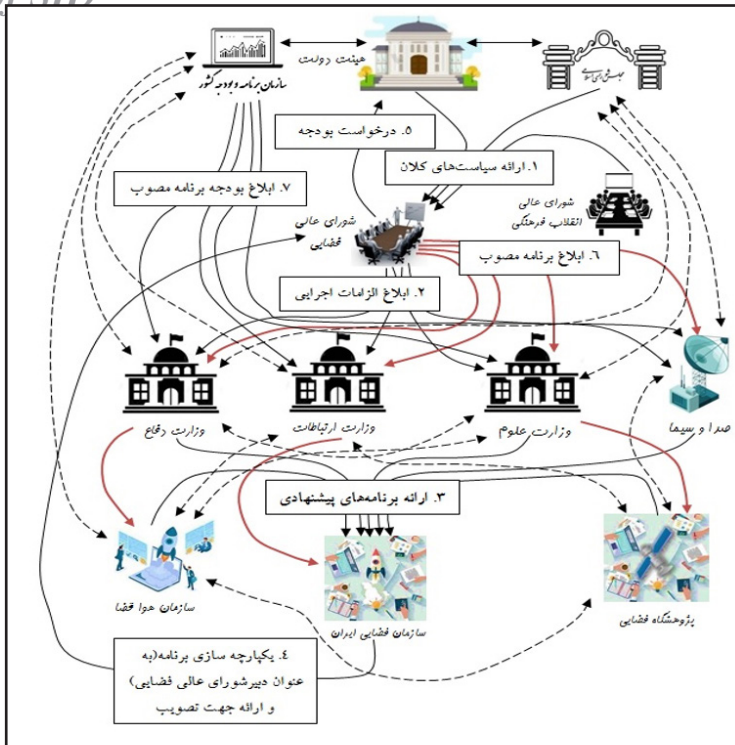 هیئت دولت
سازمان برنامه و بودجه کشور
مجلس شورای اسلامی
۵. درخواست بودجه
۱. ارائه سیاست‌های کلان
۷. ابلاغ بودجه برنامه مصوب
شورای عالی
انقلاب فرهنگی
شورای عالی
فضایی
۶. ابلاغ برنامه مصوب
۲. ابلاغ الزامات اجرایی
وزارت دفاع
وزارت ارتباطات
وزارت علوم
صدا و سیما
۳. ارائه برنامه‌های پیشنهادی
سازمان هوا فضا
سازمان فضایی ایران
پژوهشگاه فضایی
٤. یکپارچه سازی برنامه(به
عنوان دبیرشورای عالی فضایی)
و ارائه جهت تصویب